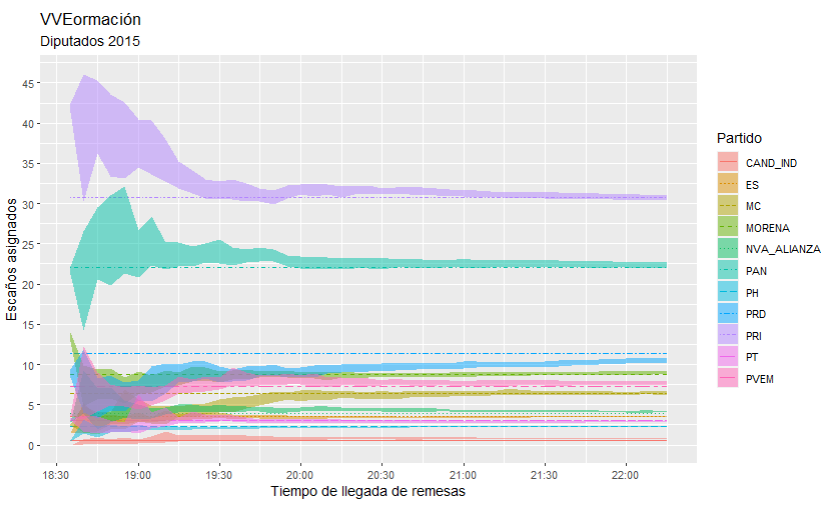 VVEormación
Diputados 2015
Escaños asignados
45
40
35
30
25
20
15
10
5
0
18:30 19:00 19:30 20:00 20:30 21:00 21:30 22:00
Tiempo de llegada de remesas
Partido
CAND_IND
ES
MC
MORENA
NVA_ALIANZA
PAN
PH
PRD
PRI
PT
PVEM